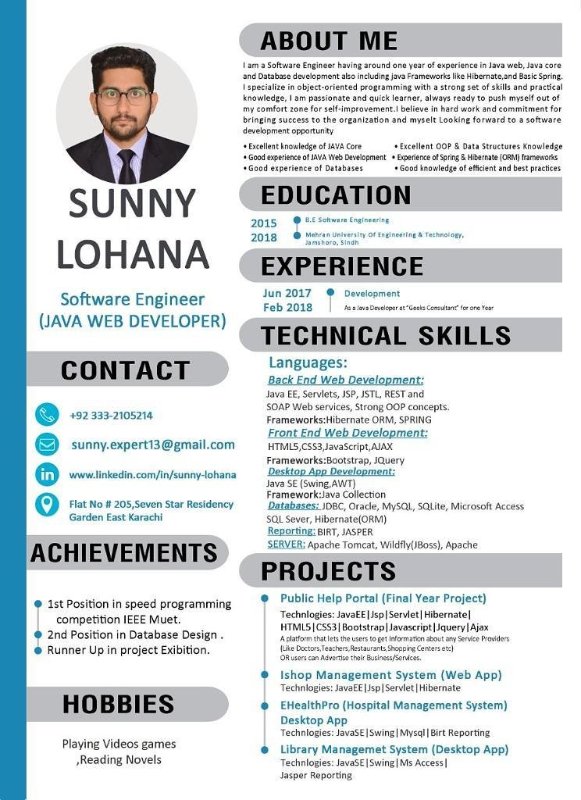 SUNNY
LOHANA
Software Engineer
(JAVA WEB DEVELOPER)
CONTACT
+92 333-2105214
sunny.expert13@gmail.com
www.linkedin.com/in/sunny-lohana
Flat No # 205,Seven Star Residency
Garden East Karachi
ACHIEVEMENTS
1st Position in speed programming
competition IEEE Muet.
2nd Position in Database Design .
Runner Up in project Exibition.
HOBBIES
Playing Videos games
,Reading Novels
ABOUT ME
I am a Software Engineer having around one year of experience in Java web, Java core
and Database development also including java Frameworks like Hibernate,and Basic Spring.
I specialize in object-oriented programming with a strong set of skills and practical
knowledge, I am passionate and quick learner, always ready to push myself out of
my comfort zone for self-improvement.I believe in hard work and commitment for
bringing success to the organization and myselt Looking forward to a software
development opportunity
• Excellent knowledge of JAVA Core • Excellent OOP & Data Structures Knowledge
• Good experience of JAVA Web Development • Experience of Spring & Hibernate (ORM) frameworks
• Good experience of Databases • Good knowledge of efficient and best practices
EDUCATION
2015 B.E Software Engineering
2018 Mehran University Of Engineering & Technology,
Jamshoro, Sindh
EXPERIENCE
Jun 2017 Development
Feb 2018 As a Java Developer at "Geeks Consultant" for one Year
TECHNICAL SKILLS
Languages:
Back End Web Development:
Java EE, Servlets, JSP, JSTL, REST and
SOAP Web services, Strong OOP concepts.
Frameworks:Hibernate ORM, SPRING
Front End Web Development:
HTML5,CSS3,JavaScript,AJAX
Frameworks:Bootstrap, JQuery
Desktop App Development:
Java SE (Swing,AWT)
Framework:Java Collection
Databases: JDBC, Oracle, MySQL, SQLite, Microsoft Access
SQL Sever, Hibernate(ORM)
Reporting: BIRT, JASPER
SERVER: Apache Tomcat, Wildfly(JBoss), Apache
PROJECTS
Public Help Portal (Final Year Project)
Technlogies: JavaEE|Jsp|Servlet|Hibernate|
HTML5|CSS3|Bootstrap|Javascript|Jquery|Ajax
A platform that lets the users to get Information about any Service Providers
(Like Doctors,Teachers,Restaurants,Shopping Centers etc)
OR users can Advertise their Business/Services.
Ishop Management System (Web App)
Technlogies: JavaEE|Jsp|Servlet|Hibernate
EHealthPro (Hospital Management System)
Desktop App
Technlogies: JavaSE|Swing|Mysql|Birt Reporting
Library Managemet System (Desktop App)
Technlogies: JavaSE|Swing|Ms Access|
Jasper Reporting